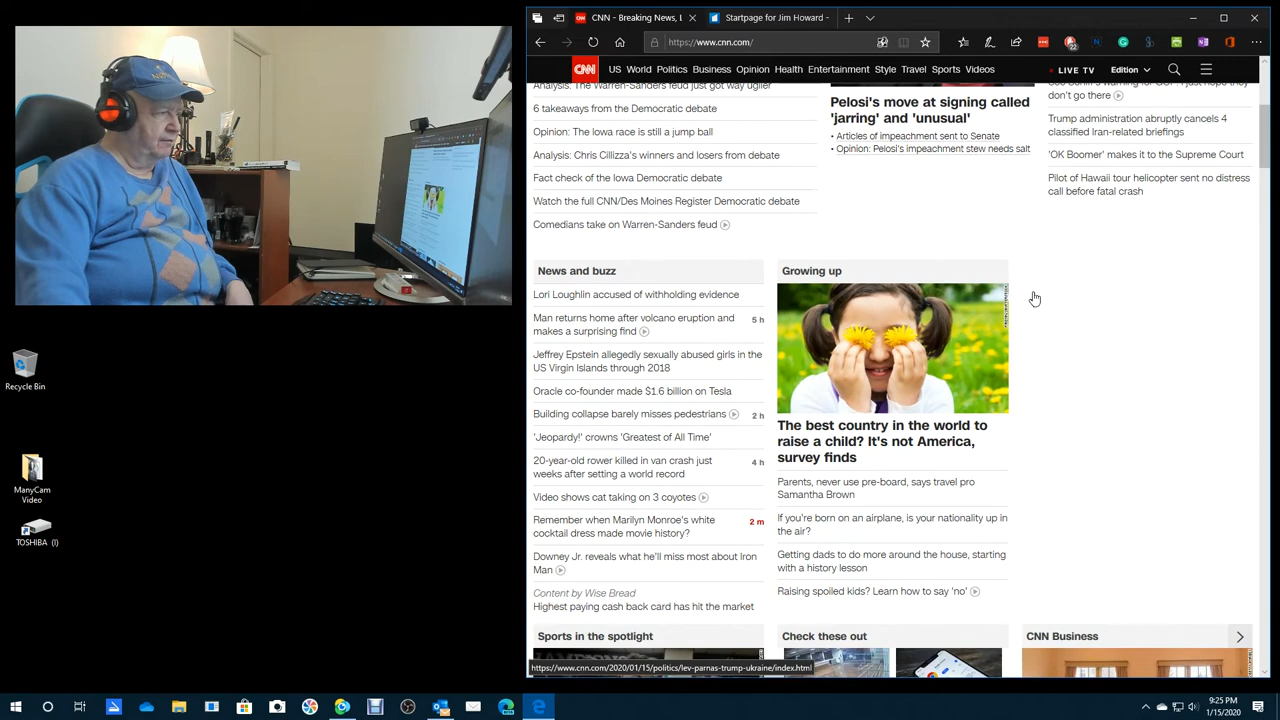 CNN - Breaking News, L
Startpage for Jim Howard -
https://www.cnn.com/
22
CNN
US World Politics Business Opinion Health Entertainment Style Travel Sports Videos
LIVE TV
Edition
Analysis: The Warren-Sanders feud just got way uglier
6 takeaways from the Democratic debate
Opinion: The Iowa race is still a jump ball
Analysis: Chris Cillizza's winners and losers from debate
Fact check of the Iowa Democratic debate
Watch the full CNN/Des Moines Register Democratic debate
Comedians take on Warren-Sanders feud
Pelosi's move at signing called
'jarring' and 'unusual'
• Articles of impeachment sent to Senate
• Opinion: Pelosi's impeachment stew needs salt
don't go there
Trump administration abruptly cancels 4
classified Iran-related briefings
'OK Boomer' makes it to the Supreme Court
Pilot of Hawaii tour helicopter sent no distress
call before fatal crash
News and buzz
Lori Loughlin accused of withholding evidence
Man returns home after volcano eruption and
makes a surprising find
5 h
Jeffrey Epstein allegedly sexually abused girls in the
US Virgin Islands through 2018
Oracle co-founder made $1.6 billion on Tesla
Building collapse barely misses pedestrians
2 h
'Jeopardy!' crowns 'Greatest of All Time'
20-year-old rower killed in van crash just
weeks after setting a world record
4 h
Video shows cat taking on 3 coyotes
Remember when Marilyn Monroe's white
cocktail dress made movie history?
2 m
Downey Jr. reveals what he'll miss most about Iron
Man
Content by Wise Bread
Highest paying cash back card has hit the market
Growing up
The best country in the world to
raise a child? It's not America,
survey finds
Parents, never use pre-board, says travel pro
Samantha Brown
If you're born on an airplane, is your nationality up in
the air?
Getting dads to do more around the house, starting
with a history lesson
Raising spoiled kids? Learn how to say 'no'
Sports in the spotlight
Check these out
CNN Business
https://www.cnn.com/2020/01/15/politics/lev-parnas-trump-ukraine/index.html
Recycle Bin
ManyCam
Video
TOSHIBA (I)
9:25 PM
1/15/2020